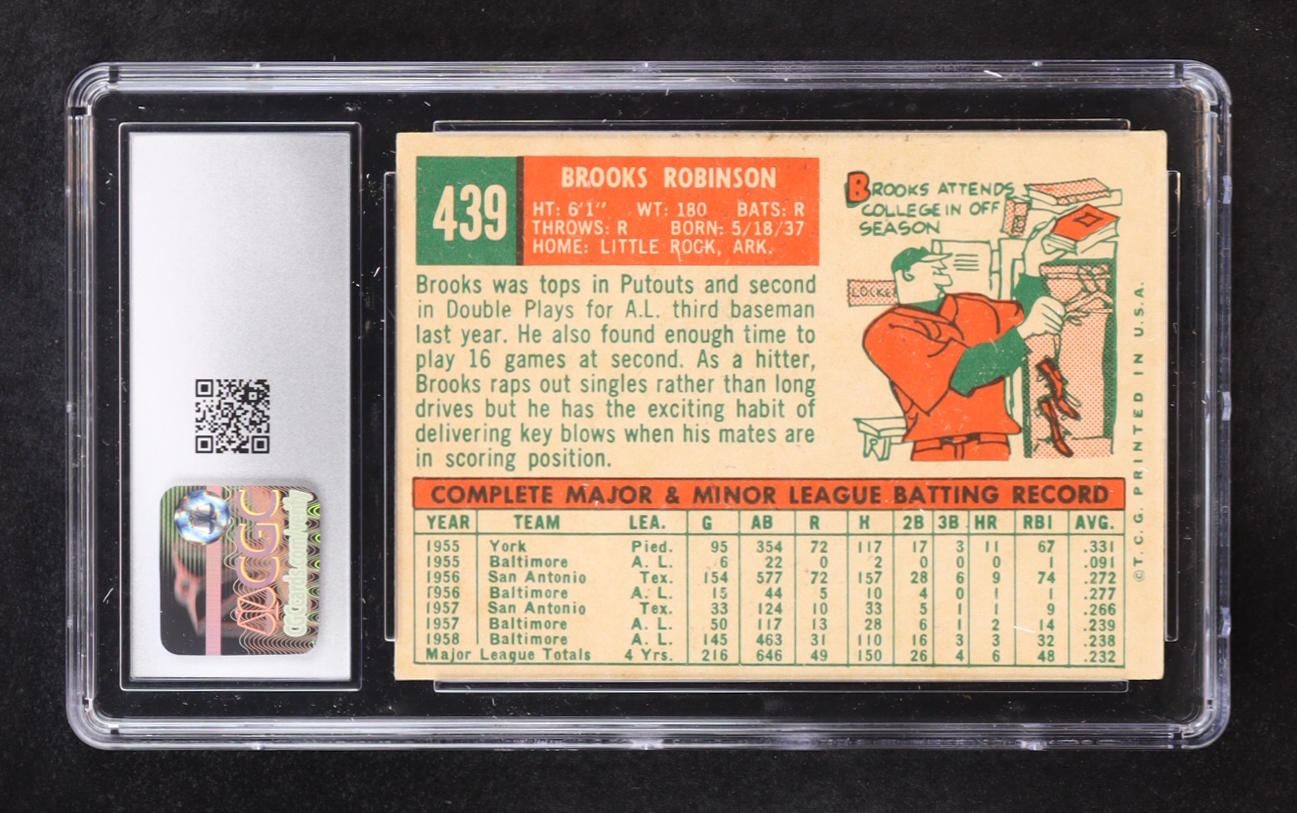 439
BROOKS ROBINSON
HT: 6'1" WT: 180 BATS: R
THROWS: R BORN: 5/18/37
HOME: LITTLE ROCK, ARK.
Brooks was tops in Putouts and second
in Double Plays for A.L. third baseman
last year. He also found enough time to
play 16 games at second. As a hitter,
Brooks raps out singles rather than long
drives but he has the exciting habit of
delivering key blows when his mates are
in scoring position.
BROOKS ATTENDS
COLLEGE IN OFF
SEASON
LOCKER
© T. C. G. PRINTED IN U.S.A.
COMPLETE MAJOR & MINOR LEAGUE BATTING RECORD
YEAR TEAM LEA. G AB R H 2B 3B HR RBI AVG.
1955 York Pied. 95 354 72 117 17 3 11 67 .331
1955 Baltimore A. L. 6 22 0 2 0 0 0 1 .091
1956 San Antonio Tex. 154 577 72 157 28 6 9 74 .272
1956 Baltimore A. L. 15 44 5 10 4 0 1 1 .277
1957 San Antonio Tex. 33 124 10 33 5 1 1 9 .266
1957 Baltimore A. L. 50 117 13 28 6 1 2 14 .239
1958 Baltimore A. L. 145 463 31 110 16 3 3 32 .238
Major League Totals 4 Yrs. 216 646 49 150 26 4 6 48 .232
CGC